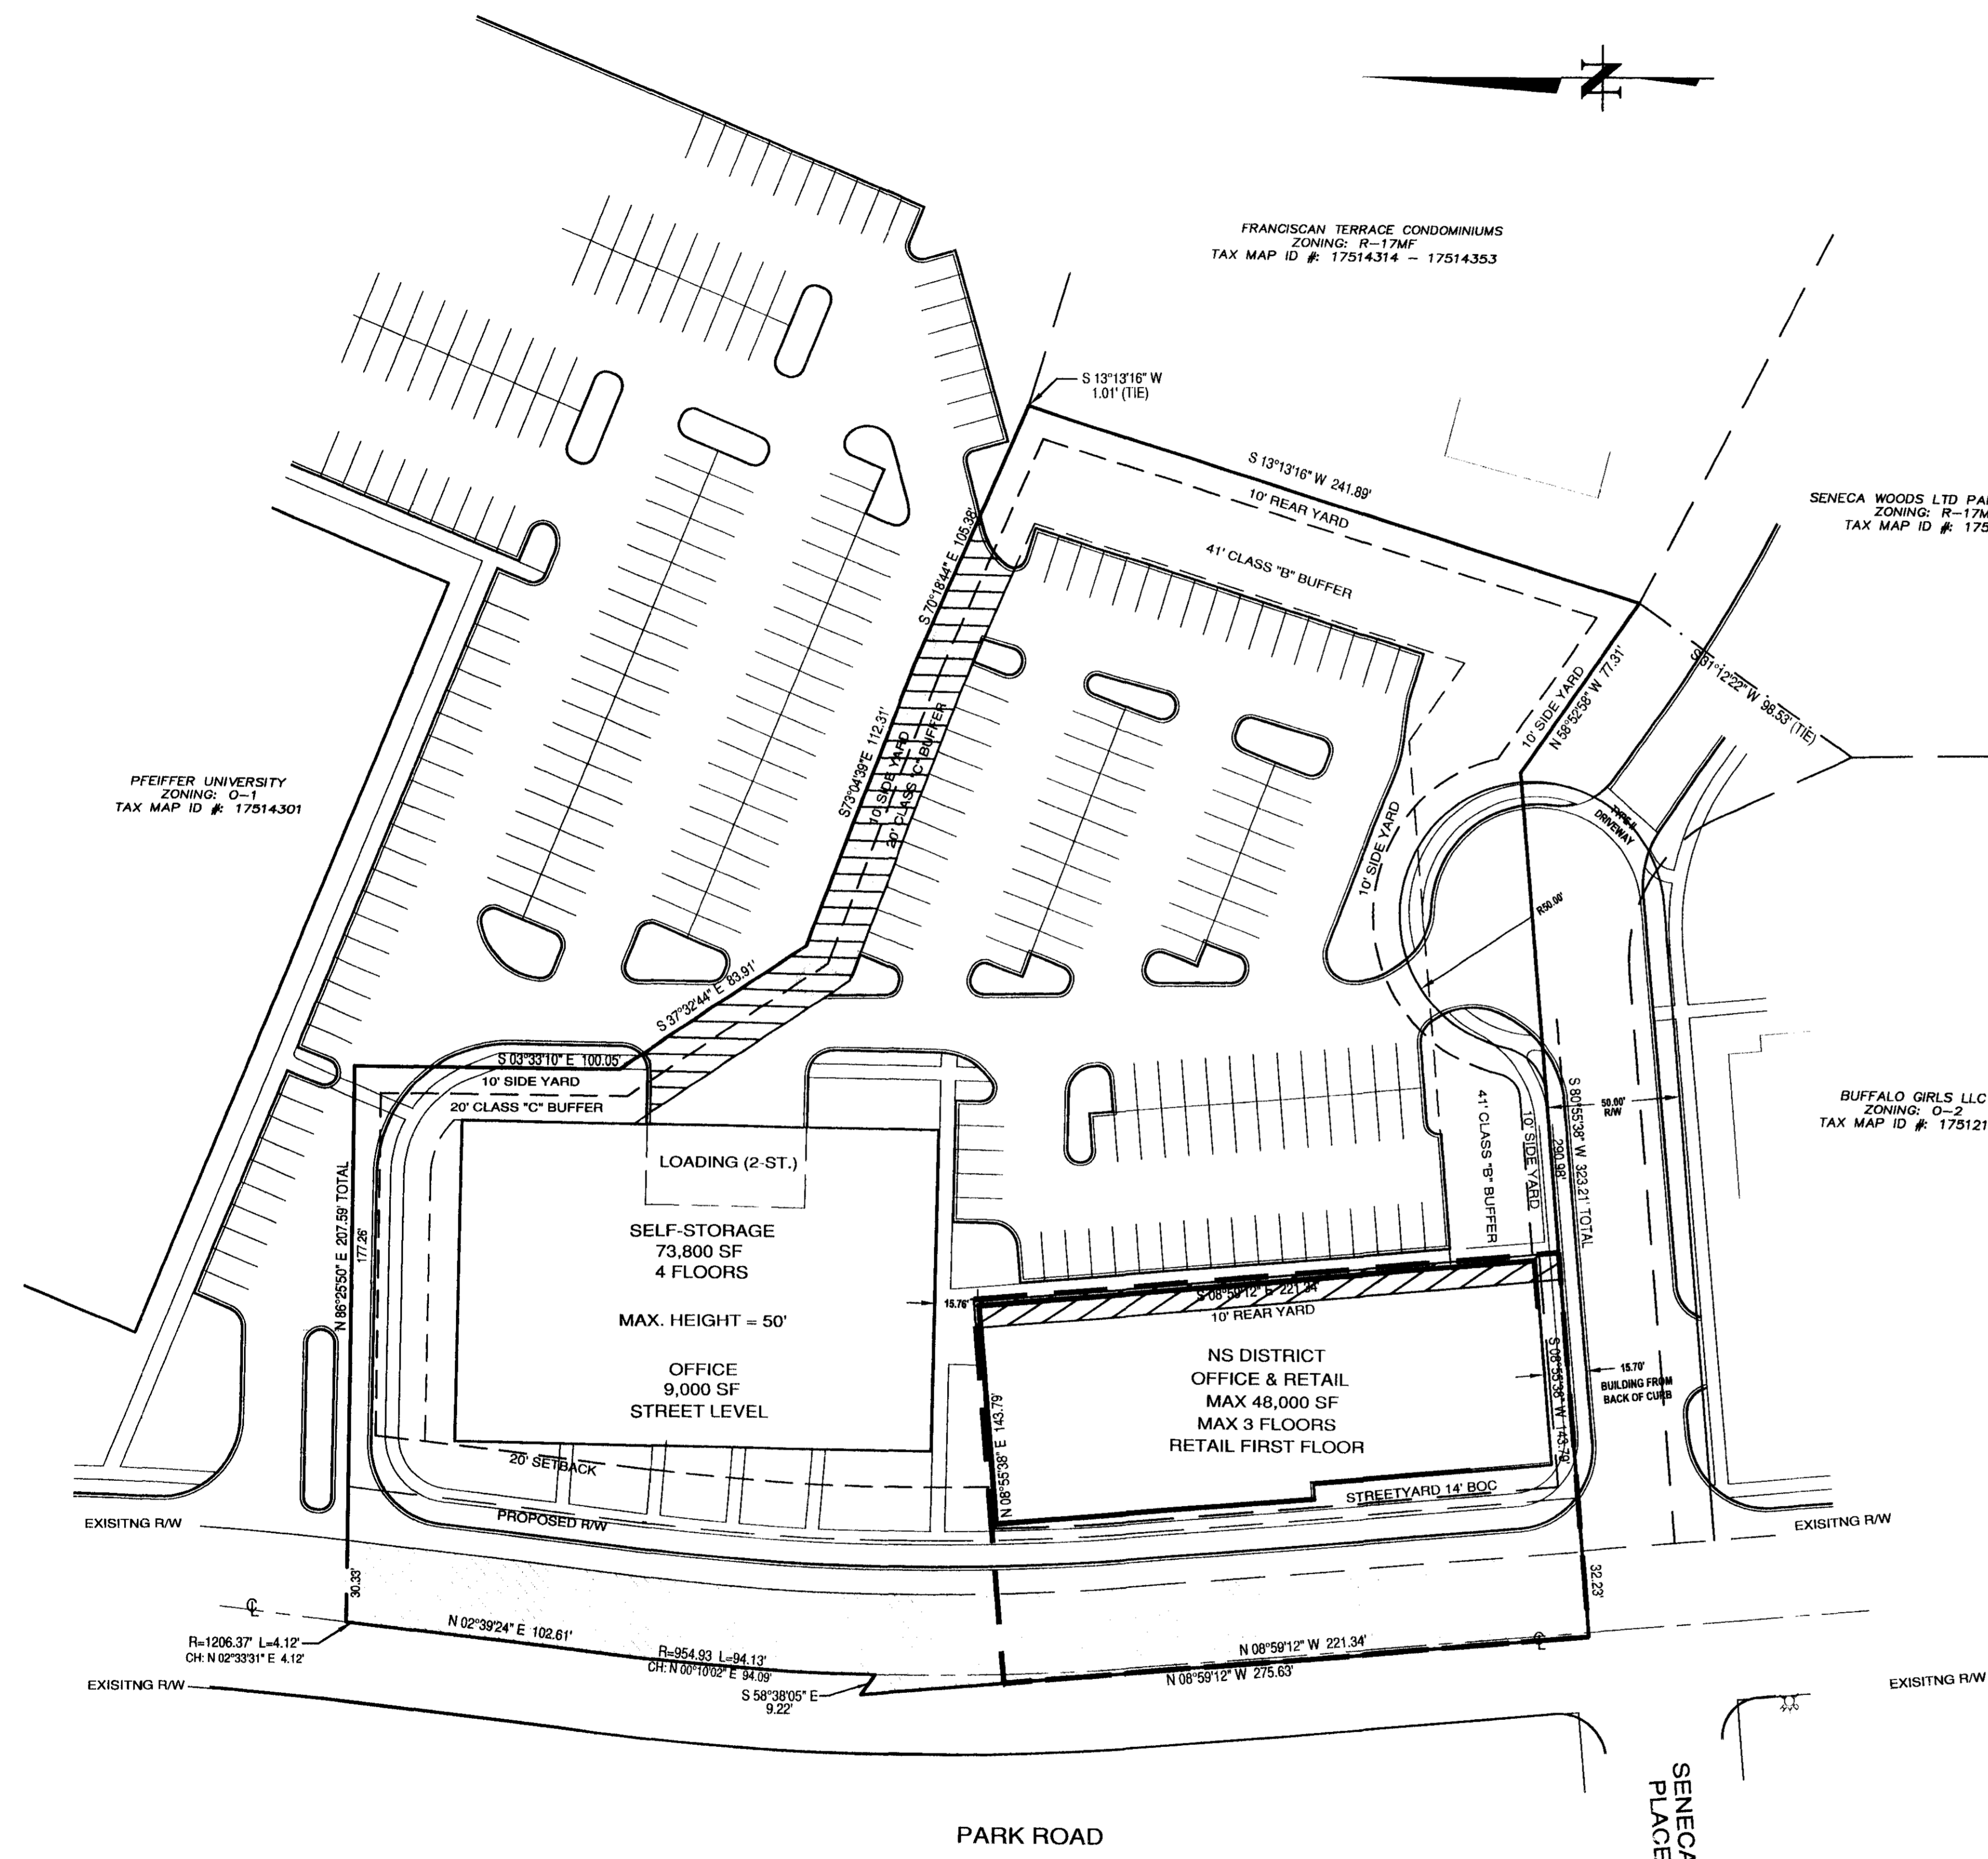 N
FRANCISCAN TERRACE CONDOMINIUMS
ZONING: R-17MF
TAX MAP ID #: 17514314 - 17514353
S 13°13'16" W
1.01' (TIE)
S 13°13'16" W 241.89'
10' REAR YARD
41' CLASS "B" BUFFER
SENECA WOODS LTD
ZONING:
TAX MAP ID #:
S 70°18'44" E 105.38'
10' SIDE YARD
N 58°52'58" W 77.31'
S 31°12'22" W 98.53' (TIE)
PFEIFFER UNIVERSITY
ZONING: O-1
TAX MAP ID #: 17514301
S73°04'39"E 112.31'
10' SIDE YARD
20' CLASS "C" BUFFER
10' SIDE YARD
TYPE-II
DRIVEWAY
R50.00'
S 37°32'44" E 83.91'
S 03°33'10" E 100.05'
10' SIDE YARD
20' CLASS "C" BUFFER
41' CLASS "B" BUFFER
10' SIDE YARD
S 80°55'38" W 323.21' TOTAL
290.98'
50.00'
R/W
BUFFALO GIRLS LLC
ZONING: O-2
TAX MAP ID #:
N 86°25'50" E 207.59' TOTAL
177.26'
LOADING (2-ST.)
SELF-STORAGE
73,800 SF
4 FLOORS
MAX. HEIGHT = 50'
OFFICE
9,000 SF
STREET LEVEL
15.76'
S 08°59'12" E 221.34'
10' REAR YARD
NS DISTRICT
OFFICE & RETAIL
MAX 48,000 SF
MAX 3 FLOORS
RETAIL FIRST FLOOR
N 08°55'38" E 143.79'
S 08°55'38" W 143.79'
15.70'
BUILDING FROM
BACK OF CURB
20' SETBACK
STREETYARD 14' BOC
PROPOSED R/W
EXISITNG R/W
EXISITNG R/W
30.33'
32.23'
R=1206.37' L=4.12'
CH: N 02°33'31" E 4.12'
N 02°39'24" E 102.61'
R=954.93 L=94.13'
CH: N 00°10'02" E 94.09'
S 58°38'05" E
9.22'
N 08°59'12" W 221.34'
N 08°59'12" W 275.63'
EXISITNG R/W
EXISITNG R/W
PARK ROAD
SENECA
PLACE